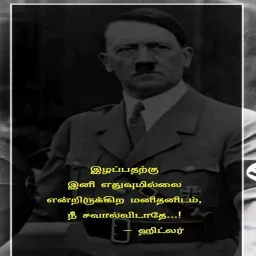 இழப்பதற்கு
இனி எதுவுமில்லை
என்றிருக்கிற மனிதனிடம்,
நீ சவால்விடாதே...!
– ஹிட்லர்